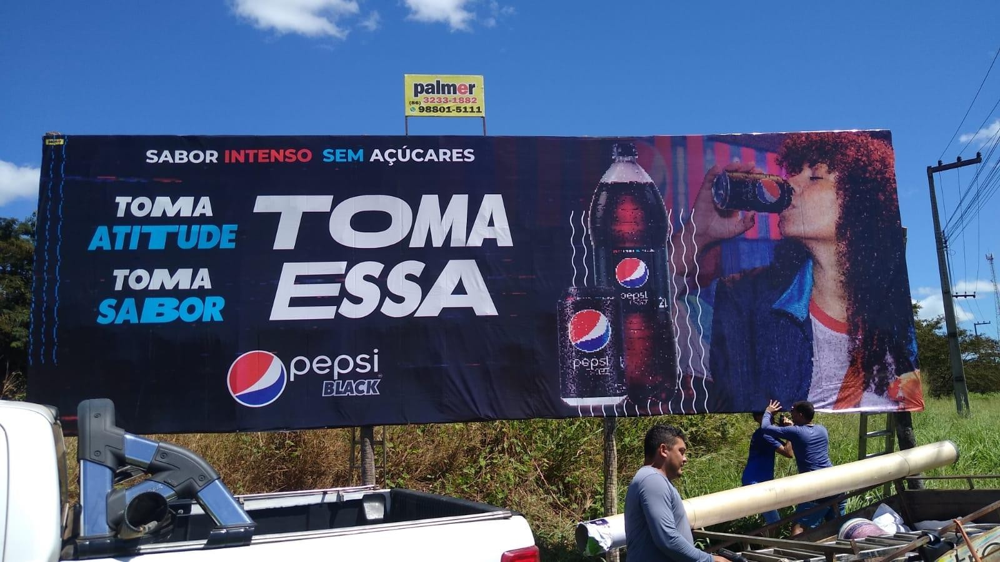 palmer
(86) 3233-1882
98801-5111
SABOR INTENSO SEM AÇÚCARES
TOMA
ATITUDE
TOMA
SABOR
TOMA
ESSA
pepsi
BLACK
pepsi
2L
pepsi